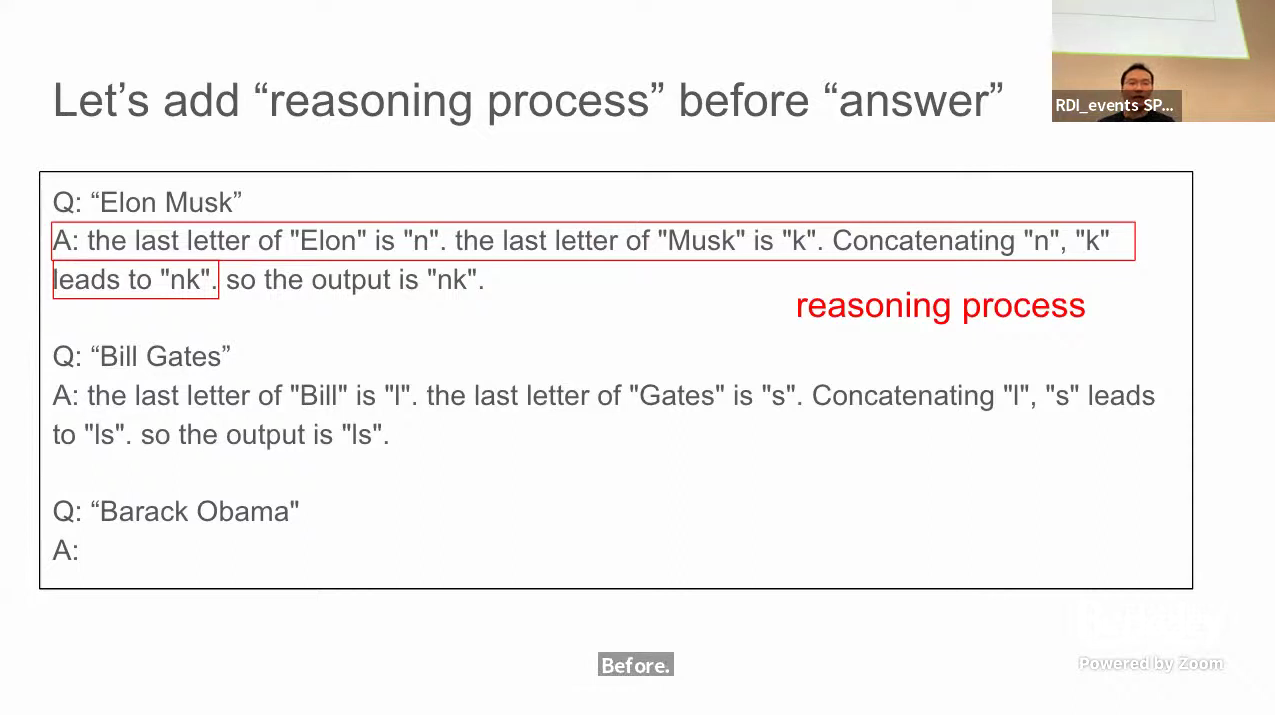 Let’s add “reasoning process” before “answer”
RDI_events SP...
Q: “Elon Musk”
A: the last letter of "Elon" is "n". the last letter of "Musk" is "k". Concatenating "n", "k"
leads to "nk". so the output is "nk".
reasoning process
Q: “Bill Gates”
A: the last letter of "Bill" is "l". the last letter of "Gates" is "s". Concatenating "l", "s" leads
to "ls". so the output is "ls".
Q: “Barack Obama"
A:
Before.
Powered by Zoom